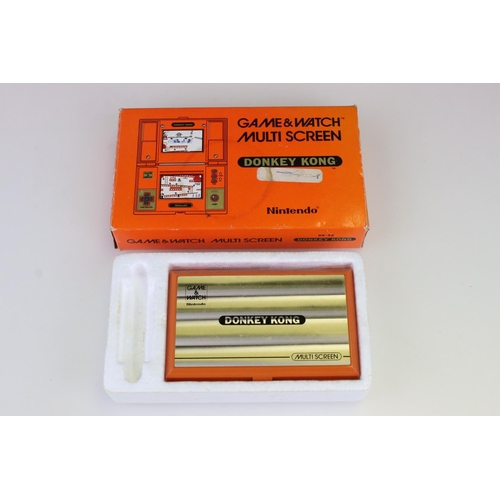 GAME&WATCH™
MULTI SCREEN
DONKEY KONG
Nintendo®
GAME&WATCH MULTI SCREEN DONKEY KONG
GAME
&
WATCH
Nintendo
DONKEY KONG
MULTI SCREEN